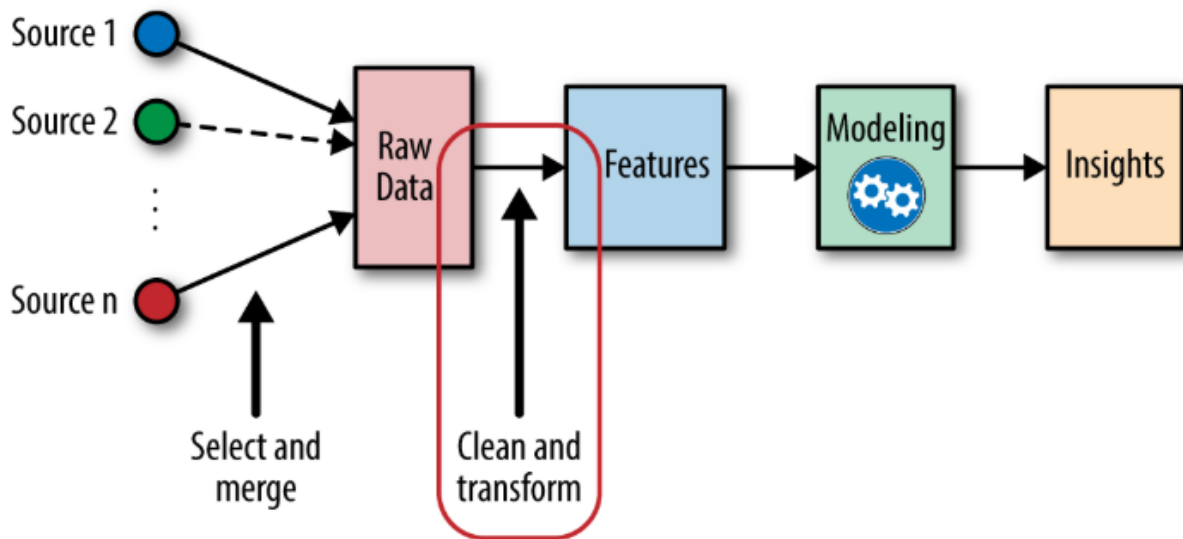 Source 1
Source 2
Source n
Raw
Data
Features
Modeling
Insights
Select and
merge
Clean and
transform